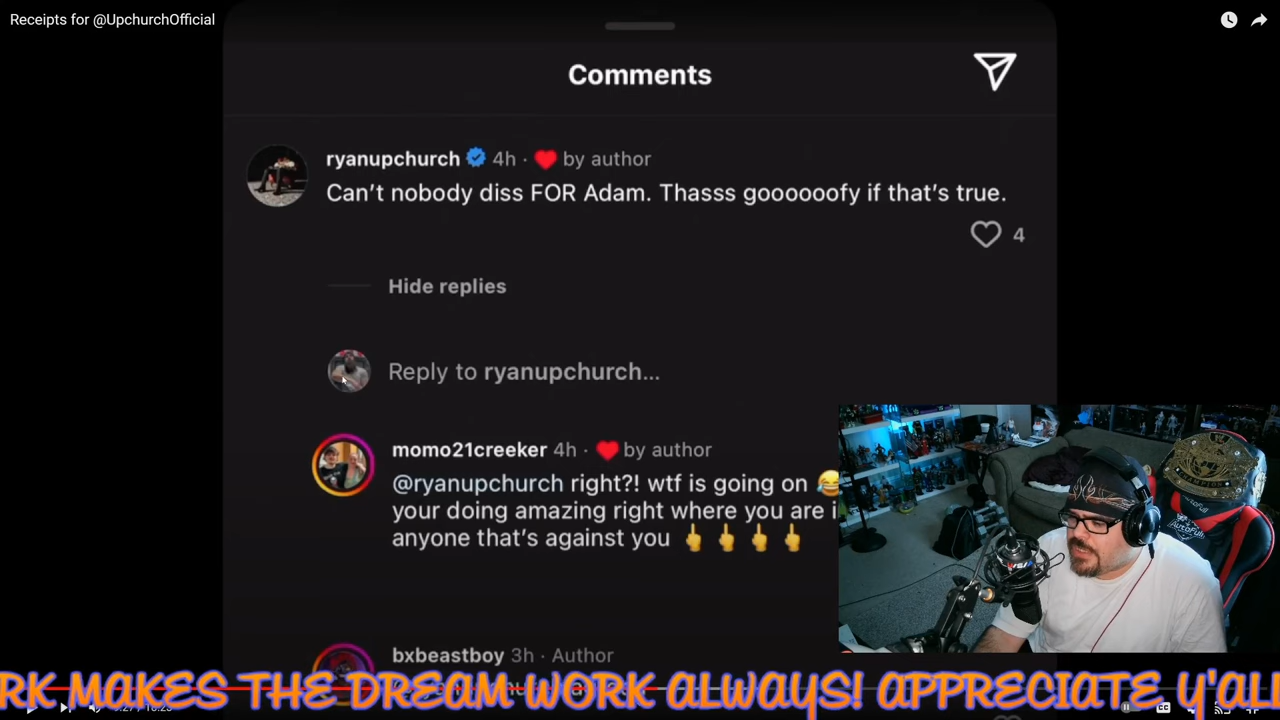 Receipts for @UpchurchOfficial
Comments
ryanupchurch 4h · ❤️ by author
Can't nobody diss FOR Adam. Thasss goooooofy if that's true.
4
Hide replies
Reply to ryanupchurch...
momo21creeker 4h · ❤️ by author
@ryanupchurch right?! wtf is going on 😂
your doing amazing right where you are i
anyone that's against you 🖕🖕🖕🖕
bxbeastboy 3h · Author
RK MAKES THE DREAM WORK ALWAYS! APPRECIATE Y'ALL